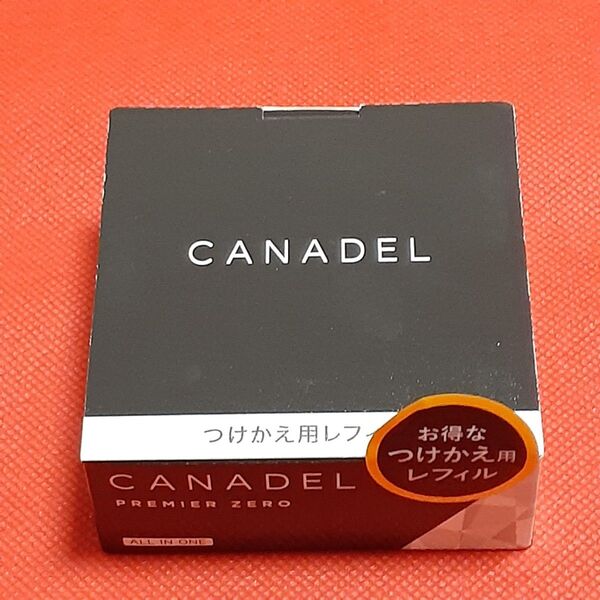 CANADEL
つけかえ用レフィ
お得な
つけかえ用
レフィル
CANADEL
PREMIER ZERO
ALL IN ONE